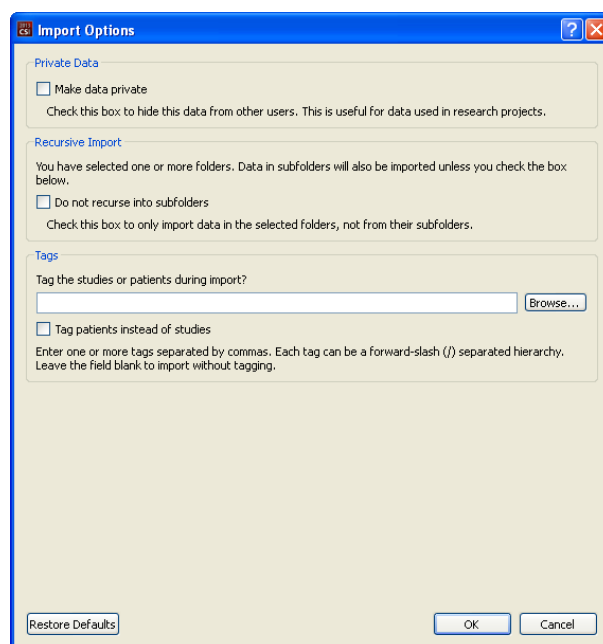 2013
CSI
Import Options
?
Private Data
Make data private
Check this box to hide this data from other users. This is useful for data used in research projects.
Recursive Import
You have selected one or more folders. Data in subfolders will also be imported unless you check the box
below.
Do not recurse into subfolders
Check this box to only import data in the selected folders, not from their subfolders.
Tags
Tag the studies or patients during import?
Browse...
Tag patients instead of studies
Enter one or more tags separated by commas. Each tag can be a forward-slash (/) separated hierarchy.
Leave the field blank to import without tagging.
Restore Defaults
OK
Cancel